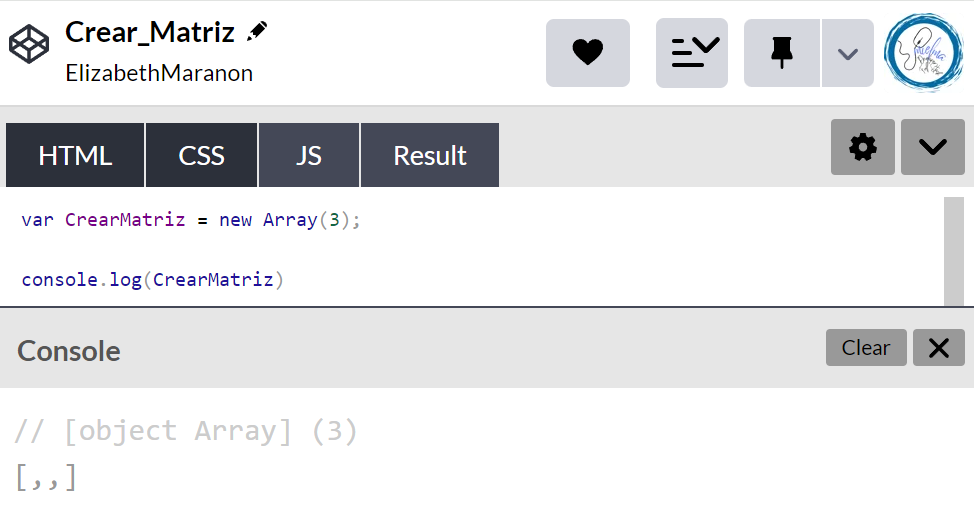 Crear_Matriz
ElizabethMaranon
HTML CSS JS Result
var CrearMatriz = new Array(3);
console.log(CrearMatriz)
Console Clear
// [object Array] (3)
[,,]